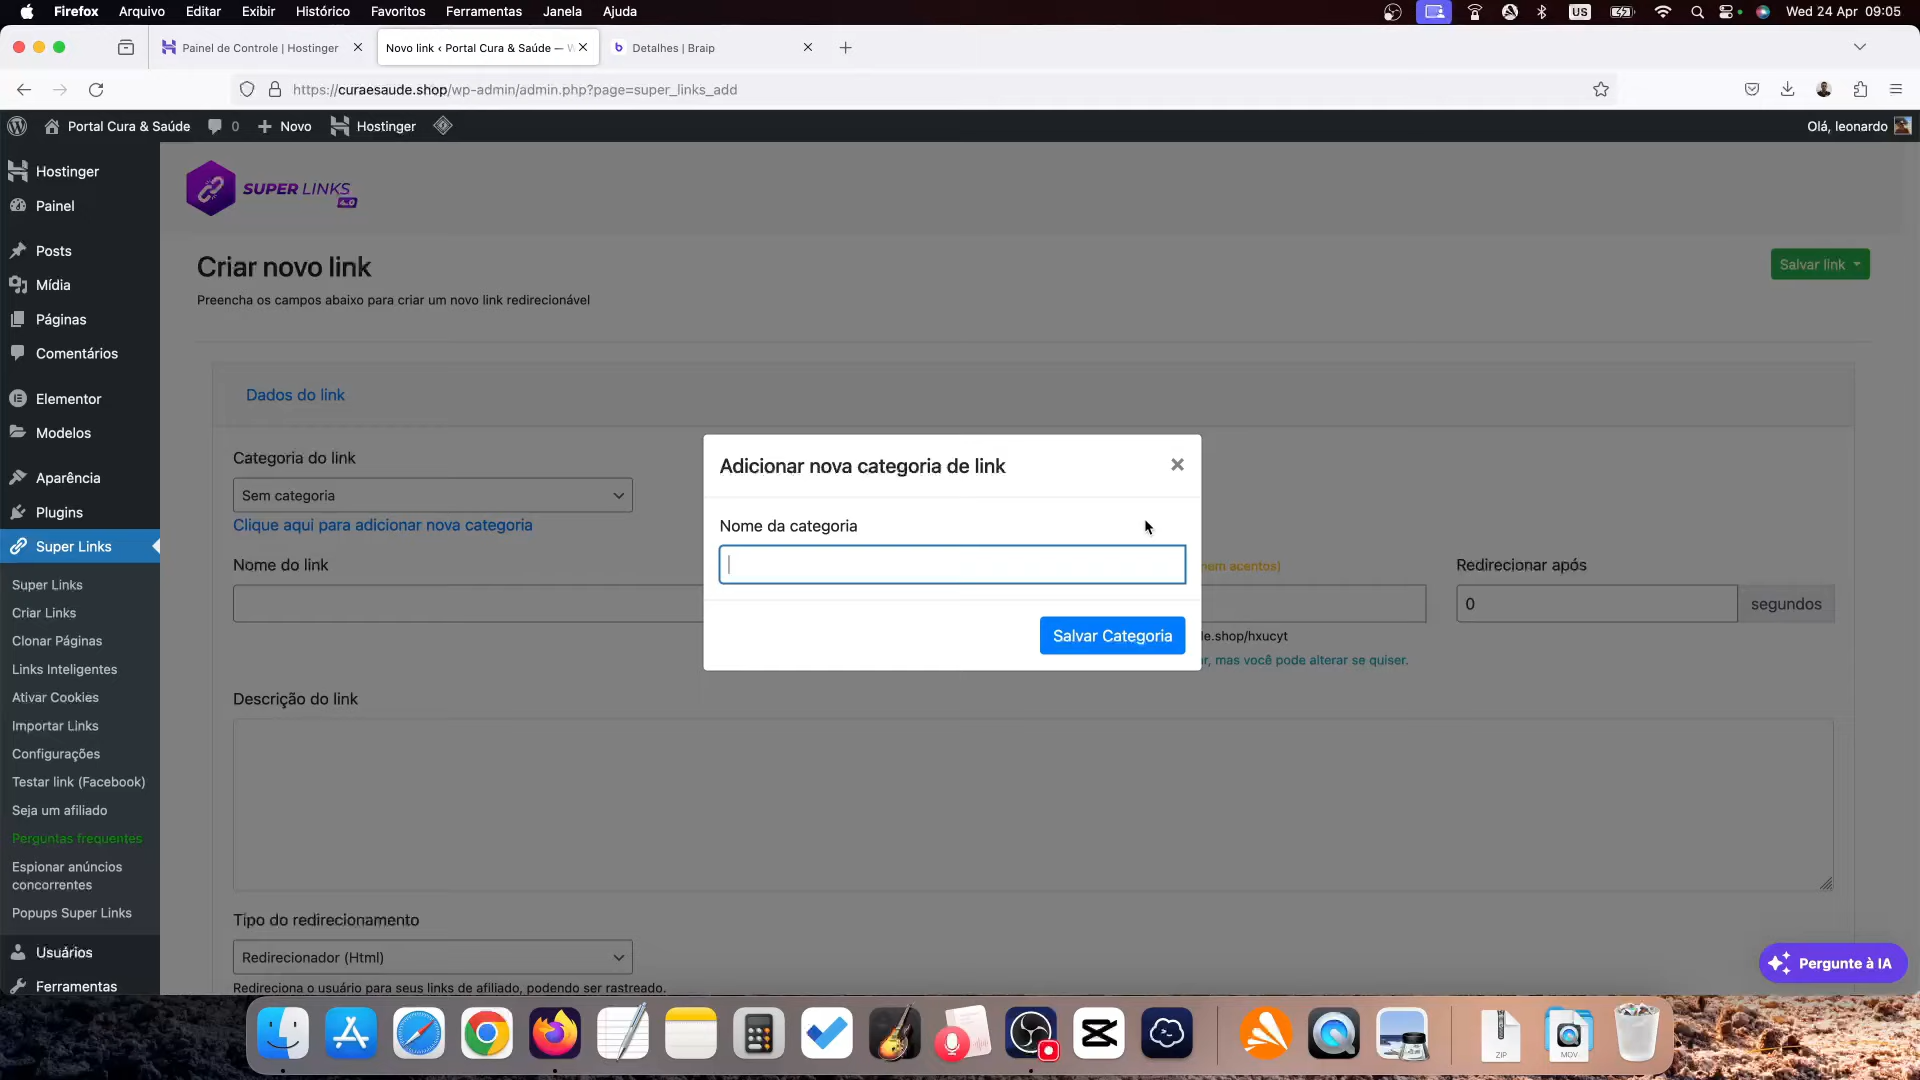 Firefox Arquivo Editar Exibir Histórico Favoritos Ferramentas Janela Ajuda US Wed 24 Apr 09:05
Painel de Controle | Hostinger
Novo link ‹ Portal Cura & Saúde — W
Detalhes | Braip
https://curaesaude.shop/wp-admin/admin.php?page=super_links_add
Portal Cura & Saúde 0 Novo Hostinger Olá, leonardo
Hostinger
Painel
Posts
Mídia
Páginas
Comentários
Elementor
Modelos
Aparência
Plugins
Super Links
Super Links
Criar Links
Clonar Páginas
Links Inteligentes
Ativar Cookies
Importar Links
Configurações
Testar link (Facebook)
Seja um afiliado
Perguntas frequentes
Espionar anúncios
concorrentes
Popups Super Links
Usuários
Ferramentas
SUPER LINKS
4.0
Criar novo link
Salvar link
Preencha os campos abaixo para criar um novo link redirecionável
Dados do link
Categoria do link
Sem categoria
Clique aqui para adicionar nova categoria
Nome do link
nem acentos)
Redirecionar após
0 segundos
le.shop/hxucyt
r, mas você pode alterar se quiser.
Adicionar nova categoria de link
Nome da categoria
Salvar Categoria
Descrição do link
Tipo do redirecionamento
Redirecionador (Html)
Redireciona o usuário para seus links de afiliado, podendo ser rastreado.
Pergunte à IA
ZIP
MOV